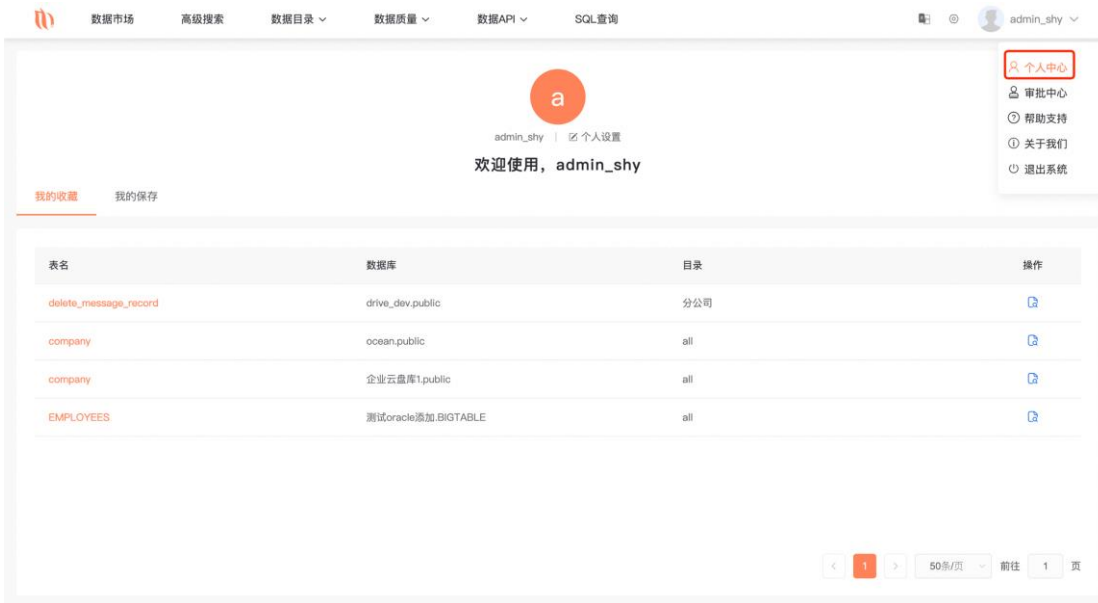 数据市场 高级搜索 数据目录 数据质量 数据API SQL查询 admin_shy
个人中心
审批中心
帮助支持
关于我们
退出系统
a
admin_shy | 个人设置
欢迎使用，admin_shy
我的收藏 我的保存
表名 数据库 目录 操作
delete_message_record drive_dev.public 分公司
company ocean.public all
company 企业云盘库1.public all
EMPLOYEES 测试oracle添加.BIGTABLE all
1 50条/页 前往 1 页